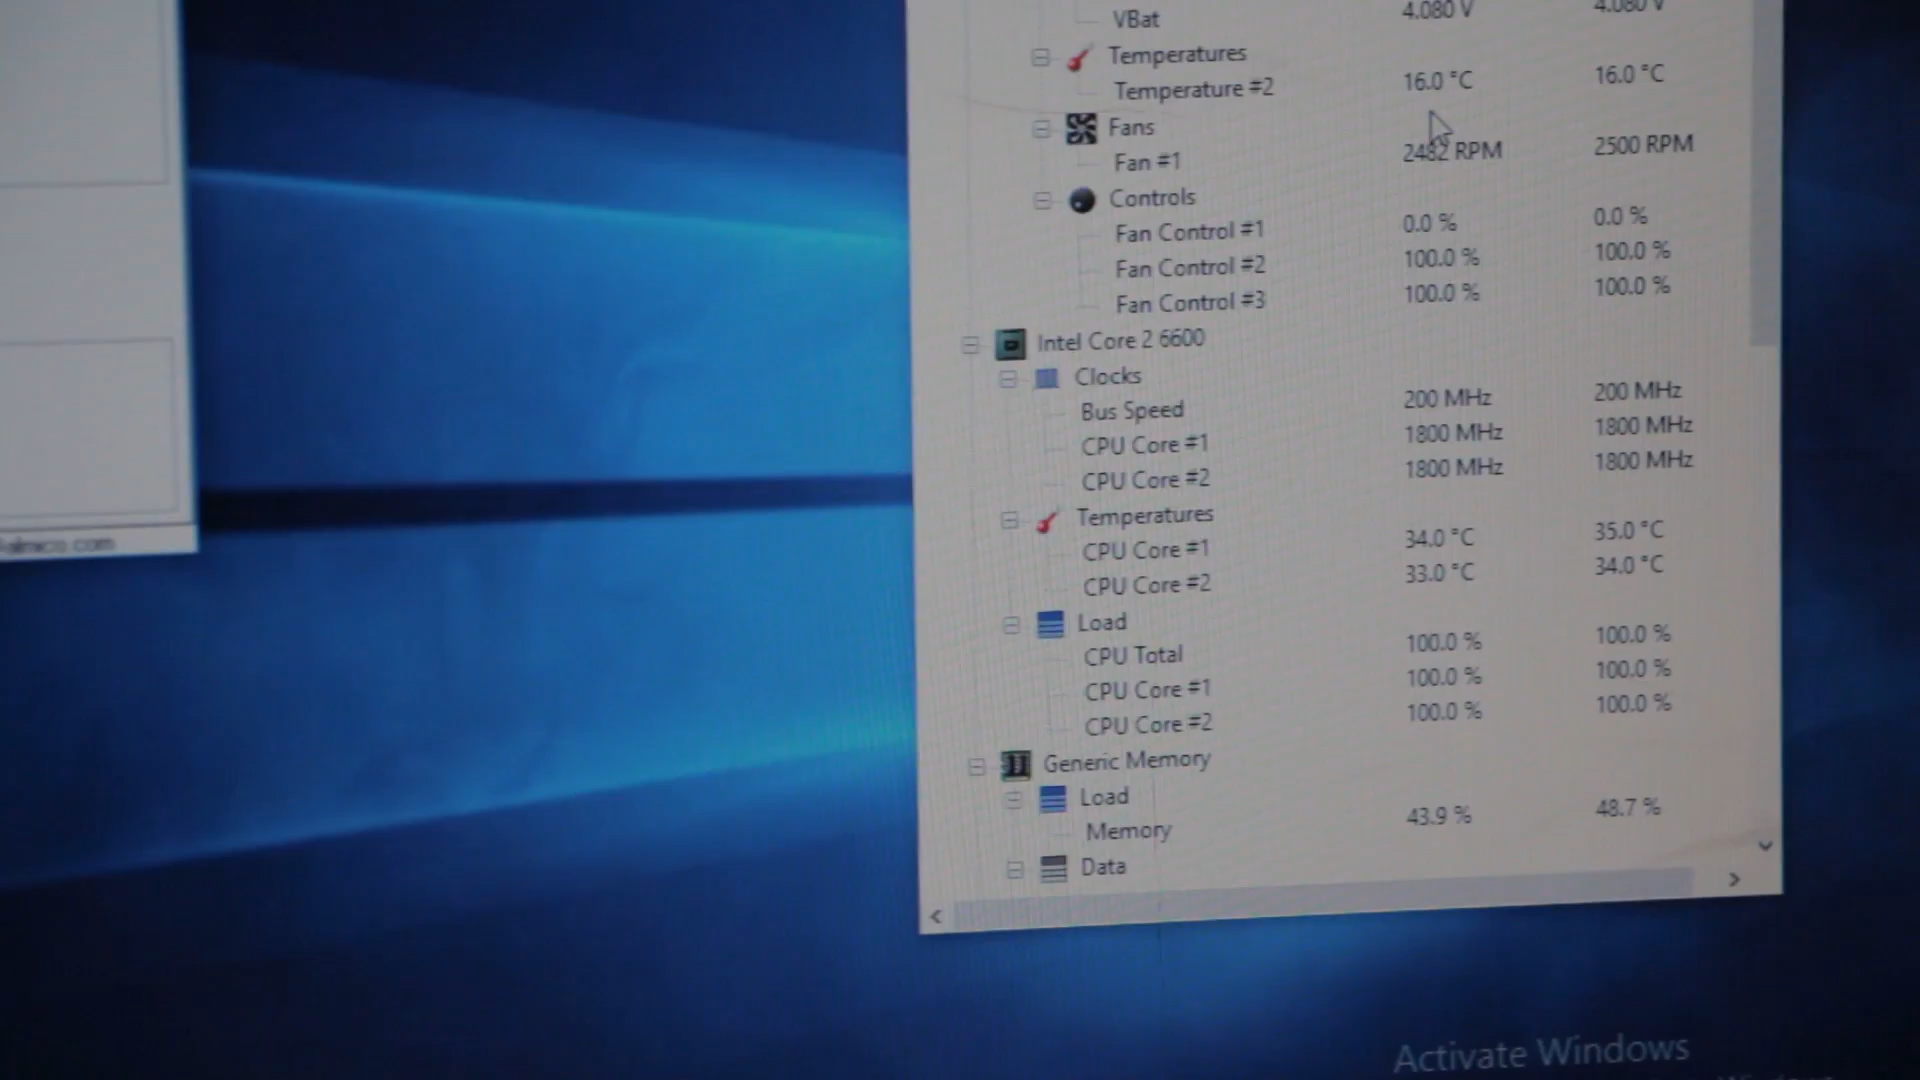 VBat 4.080 V 4.080 V
Temperatures
Temperature #2 16.0 °C 16.0 °C
Fans
Fan #1 2482 RPM 2500 RPM
Controls
Fan Control #1 0.0 % 0.0 %
Fan Control #2 100.0 % 100.0 %
Fan Control #3 100.0 % 100.0 %
Intel Core 2 6600
Clocks
Bus Speed 200 MHz 200 MHz
CPU Core #1 1800 MHz 1800 MHz
CPU Core #2 1800 MHz 1800 MHz
Temperatures
CPU Core #1 34.0 °C 35.0 °C
CPU Core #2 33.0 °C 34.0 °C
Load
CPU Total 100.0 % 100.0 %
CPU Core #1 100.0 % 100.0 %
CPU Core #2 100.0 % 100.0 %
Generic Memory
Load
Memory 43.9 % 48.7 %
Data
Activate Windows